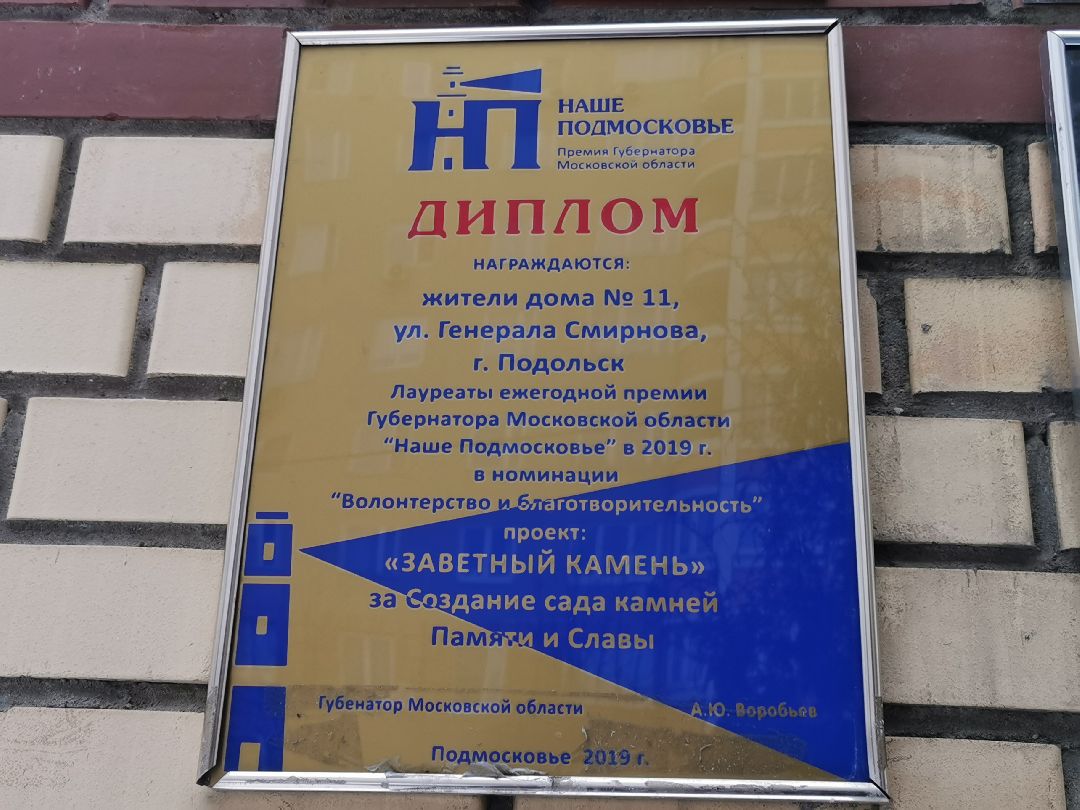 НП
НАШЕ
ПОДМОСКОВЬЕ
Премия Губернатора
Московской области
ДИПЛОМ
НАГРАЖДАЮТСЯ:
жители дома № 11,
ул. Генерала Смирнова,
г. Подольск
Лауреаты ежегодной премии
Губернатора Московской области
“Наше Подмосковье” в 2019 г.
в номинации
“Волонтерство и благотворительность”
проект:
«ЗАВЕТНЫЙ КАМЕНЬ»
за Создание сада камней
Памяти и Славы
Губенатор Московской области А.Ю. Воробьев
Подмосковье 2019 г.